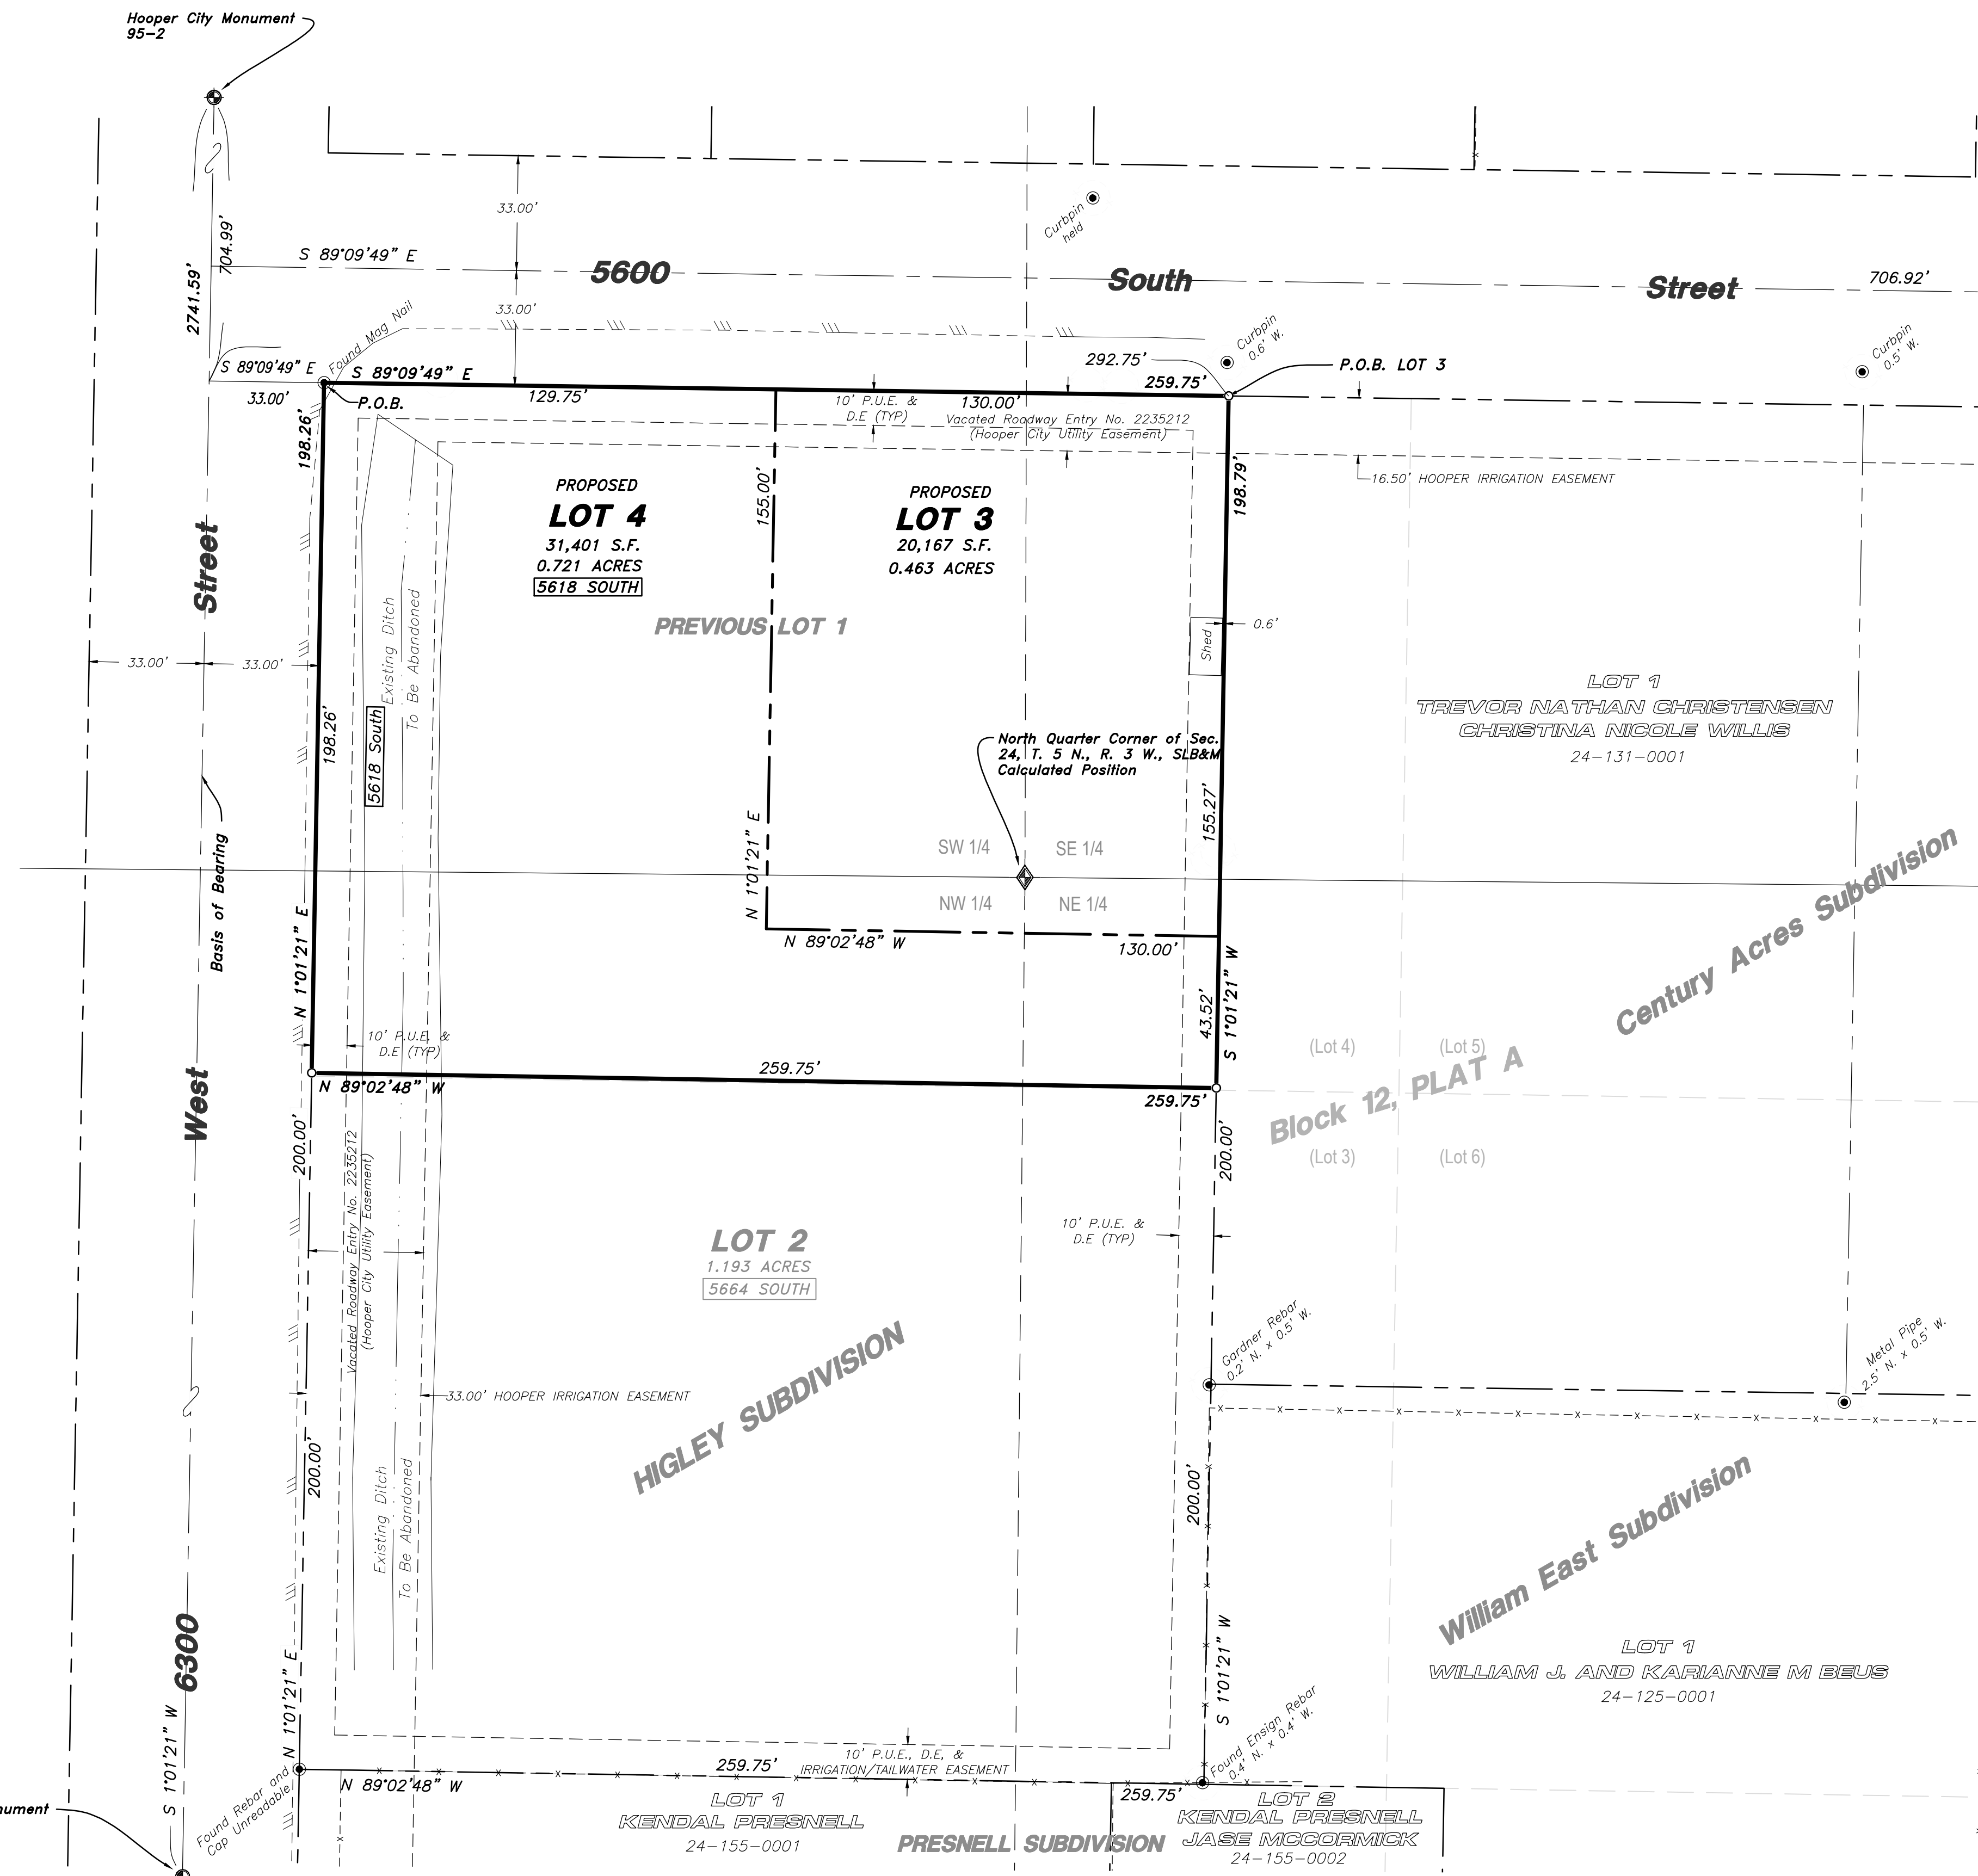 Hooper City Monument
95-2
33.00'
Curbpin
held
S 89°09'49" E
5600 South Street
706.92'
704.99'
2741.59'
33.00'
Found Mag Nail
Curbpin
0.6' W.
Curbpin
0.5' W.
S 89°09'49" E
33.00'
S 89°09'49" E
292.75'
259.75'
P.O.B. LOT 3
P.O.B.
129.75'
130.00'
10' P.U.E. &
D.E (TYP)
Vacated Roadway Entry No. 2235212
(Hooper City Utility Easement)
198.26'
198.79'
16.50' HOOPER IRRIGATION EASEMENT
155.00'
PROPOSED
LOT 4
31,401 S.F.
0.721 ACRES
5618 SOUTH
PROPOSED
LOT 3
20,167 S.F.
0.463 ACRES
PREVIOUS LOT 1
Shed
0.6'
33.00'
33.00'
Existing Ditch
To Be Abandoned
5618 South
198.26'
LOT 1
TREVOR NATHAN CHRISTENSEN
CHRISTINA NICOLE WILLIS
24-131-0001
North Quarter Corner of Sec.
24, T. 5 N., R. 3 W., SLB&M
Calculated Position
155.27'
Basis of Bearing
SW 1/4
SE 1/4
NW 1/4
NE 1/4
N 1°01'21" E
N 1°01'21" E
N 89°02'48" W
130.00'
S 1°01'21" W
43.52'
Century Acres Subdivision
10' P.U.E. &
D.E (TYP)
259.75'
N 89°02'48" W
259.75'
(Lot 4)
(Lot 5)
Block 12, PLAT A
(Lot 3)
(Lot 6)
200.00'
200.00'
Vacated Roadway Entry No. 2235212
(Hooper City Utility Easement)
10' P.U.E. &
D.E (TYP)
LOT 2
1.193 ACRES
5664 SOUTH
6300 West Street
Gardner Rebar
0.2' N. x 0.5' W.
Metal Pipe
2.5' N. x 0.5' W.
33.00' HOOPER IRRIGATION EASEMENT
HIGLEY SUBDIVISION
200.00'
200.00'
Existing Ditch
To Be Abandoned
William East Subdivision
LOT 1
WILLIAM J. AND KARIANNE M BEUS
24-125-0001
S 1°01'21" W
N 1°01'21" E
S 1°01'21" W
Found Ensign Rebar
0.4' N. x 0.4' W.
Found Rebar and
Cap Unreadable
259.75'
10' P.U.E., D.E, &
IRRIGATION/TAILWATER EASEMENT
N 89°02'48" W
259.75'
nument
LOT 1
KENDAL PRESNELL
24-155-0001
PRESNELL SUBDIVISION
LOT 2
KENDAL PRESNELL
JASE MCCORMICK
24-155-0002